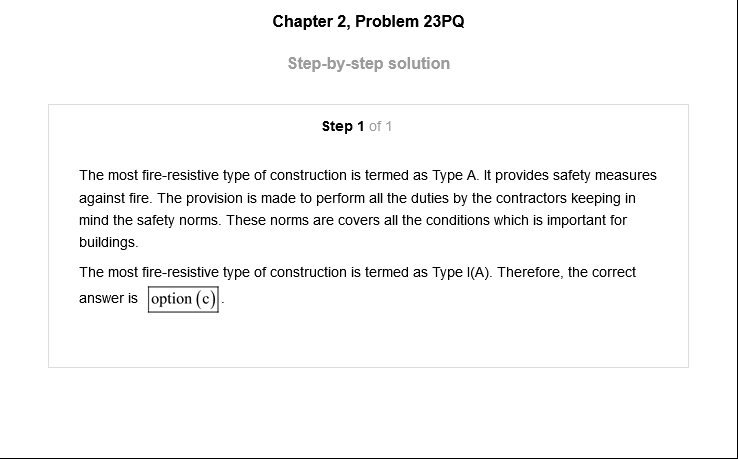 Chapter 2, Problem 23PQ
Step-by-step solution
Step 1 of 1
The most fire-resistive type of construction is termed as Type A. It provides safety measures
against fire. The provision is made to perform all the duties by the contractors keeping in
mind the safety norms. These norms are covers all the conditions which is important for
buildings.
The most fire-resistive type of construction is termed as Type I(A). Therefore, the correct
answer is option (c).